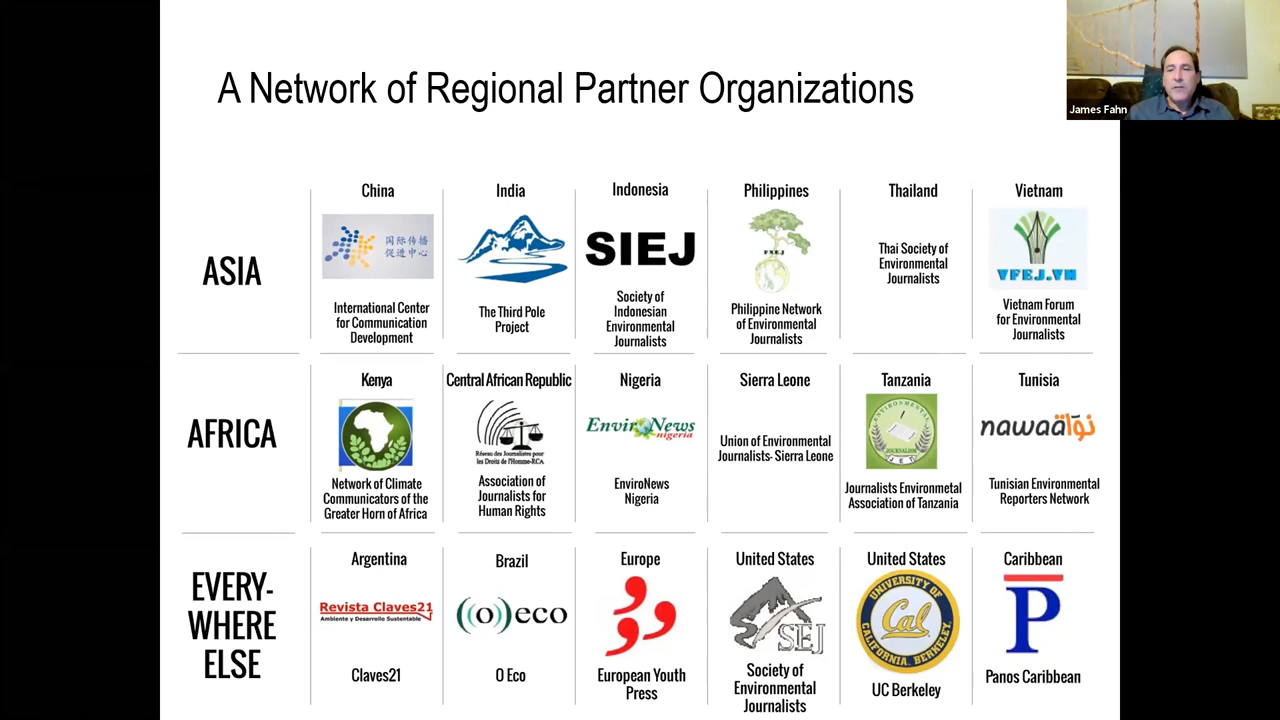 A Network of Regional Partner Organizations
James Fahn
ASIA
China
国际传播
促进中心
International Center
for Communication
Development
India
The Third Pole
Project
Indonesia
SIEJ
Society of
Indonesian
Environmental
Journalists
Philippines
PNEJ
Philippine Network
of Environmental
Journalists
Thailand
Thai Society of
Environmental
Journalists
Vietnam
VFEJ.VN
Vietnam Forum
for Environmental
Journalists
AFRICA
Kenya
Network of Climate
Communicators of the
Greater Horn of Africa
Central African Republic
Réseau des Journalistes pour
les Droits de l'Homme-RCA
Association of
Journalists for
Human Rights
Nigeria
EnviroNews
nigeria
EnviroNews
Nigeria
Sierra Leone
Union of Environmental
Journalists- Sierra Leone
Tanzania
ENVIRONMENTAL
JOURNALISM
JET
Journalists Environmetal
Association of Tanzania
Tunisia
nawaaنواة
Tunisian Environmental
Reporters Network
EVERY-
WHERE
ELSE
Argentina
Revista Claves21
Ambiente y Desarrollo Sustentable
Claves21
Brazil
((o))eco
O Eco
Europe
European Youth
Press
United States
SEJ
Society of
Environmental
Journalists
United States
UNIVERSITY OF
Cal
CALIFORNIA, BERKELEY
UC Berkeley
Caribbean
P
Panos Caribbean